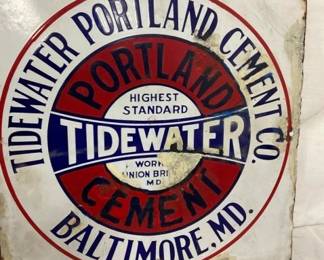 TIDEWATER PORTLAND CEMENT CO.
PORTLAND
HIGHEST
STANDARD
TIDEWATER
WORK
UNION BRI
MD
CEMENT
BALTIMORE, MD.